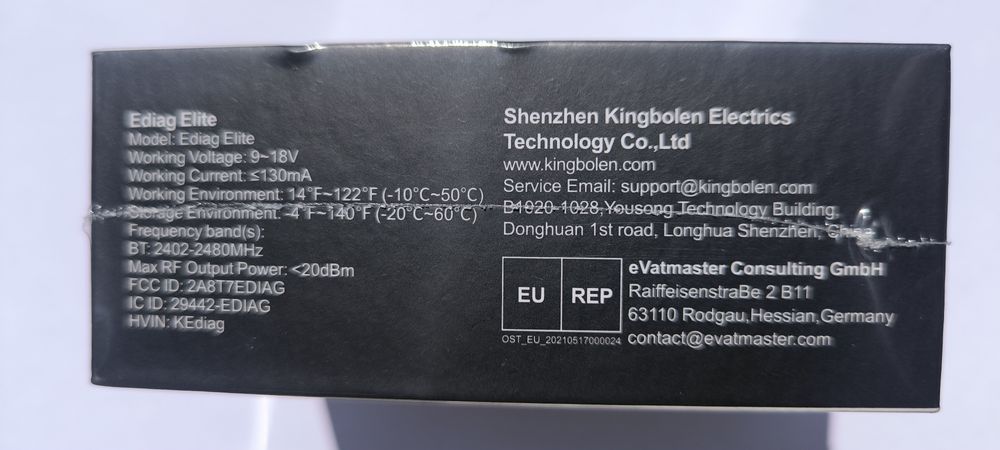 Ediag Elite
Model: Ediag Elite
Working Voltage: 9~18V
Working Current: ≤130mA
Working Environment: 14°F~122°F (-10°C~50°C)
Storage Environment: -4°F~140°F (-20°C~60°C)
Frequency band(s):
BT: 2402-2480MHz
Max RF Output Power: <20dBm
FCC ID: 2A8T7EDIAG
IC ID: 29442-EDIAG
HVIN: KEdiag
Shenzhen Kingbolen Electrics
Technology Co.,Ltd
www.kingbolen.com
Service Email: support@kingbolen.com
B1020-1028,Yousong Technology Building,
Donghuan 1st road, Longhua Shenzhen, China
EU REP
OST_EU_20210517000024
eVatmaster Consulting GmbH
RaiffeisenstraBe 2 B11
63110 Rodgau,Hessian,Germany
contact@evatmaster.com